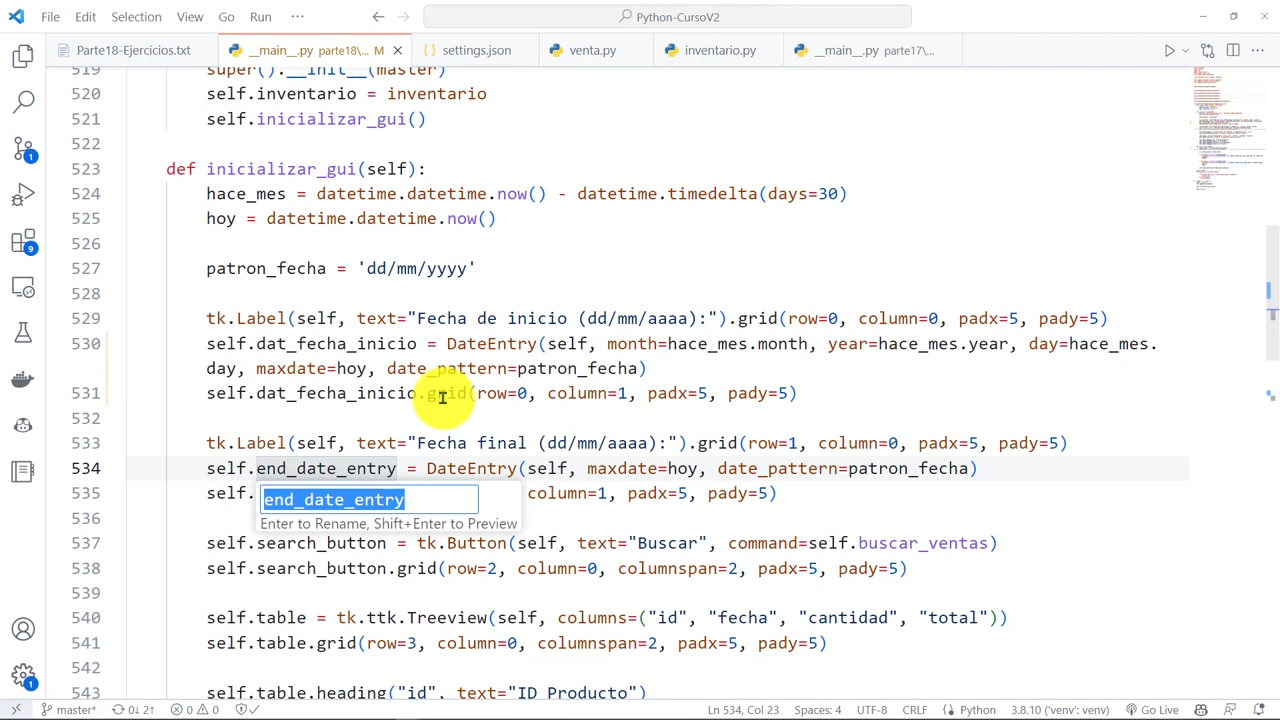 File Edit Selection View Go Run ··· Python-CursoV2
Parte18-Ejercicios.txt __main__.py parte18\... M settings.json venta.py inventario.py __main__.py parte17\...
519 super().__init__(master)
self.inventario = inventario
521 self.inicializar_gui()
def inicializar_gui(self):
524 hace_mes = datetime.datetime.now() - datetime.timedelta(days=30)
525 hoy = datetime.datetime.now()
526
527 patron_fecha = 'dd/mm/yyyy'
528
529 tk.Label(self, text="Fecha de inicio (dd/mm/aaaa):").grid(row=0, column=0, padx=5, pady=5)
530 self.dat_fecha_inicio = DateEntry(self, month=hace_mes.month, year=hace_mes.year, day=hace_mes.
day, maxdate=hoy, date_pattern=patron_fecha)
531 self.dat_fecha_inicio.grid(row=0, column=1, padx=5, pady=5)
532
533 tk.Label(self, text="Fecha final (dd/mm/aaaa):").grid(row=1, column=0, padx=5, pady=5)
534 self.end_date_entry = DateEntry(self, maxdate=hoy, date_pattern=patron_fecha)
535 self. column=1, padx=5, pady=5)
end_date_entry
Enter to Rename, Shift+Enter to Preview
536
537 self.search_button = tk.Button(self, text="Buscar", command=self.buscar_ventas)
538 self.search_button.grid(row=2, column=0, columnspan=2, padx=5, pady=5)
539
540 self.table = tk.ttk.Treeview(self, columns=("id", "fecha", "cantidad", "total"))
541 self.table.grid(row=3, column=0, columnspan=2, padx=5, pady=5)
542
543 self.table.heading("id", text="ID Producto")
master* 0↓ 2↑ 0 0 Ln 534, Col 23 Spaces: 4 UTF-8 CRLF Python 3.8.10 ('venv': venv) Go Live